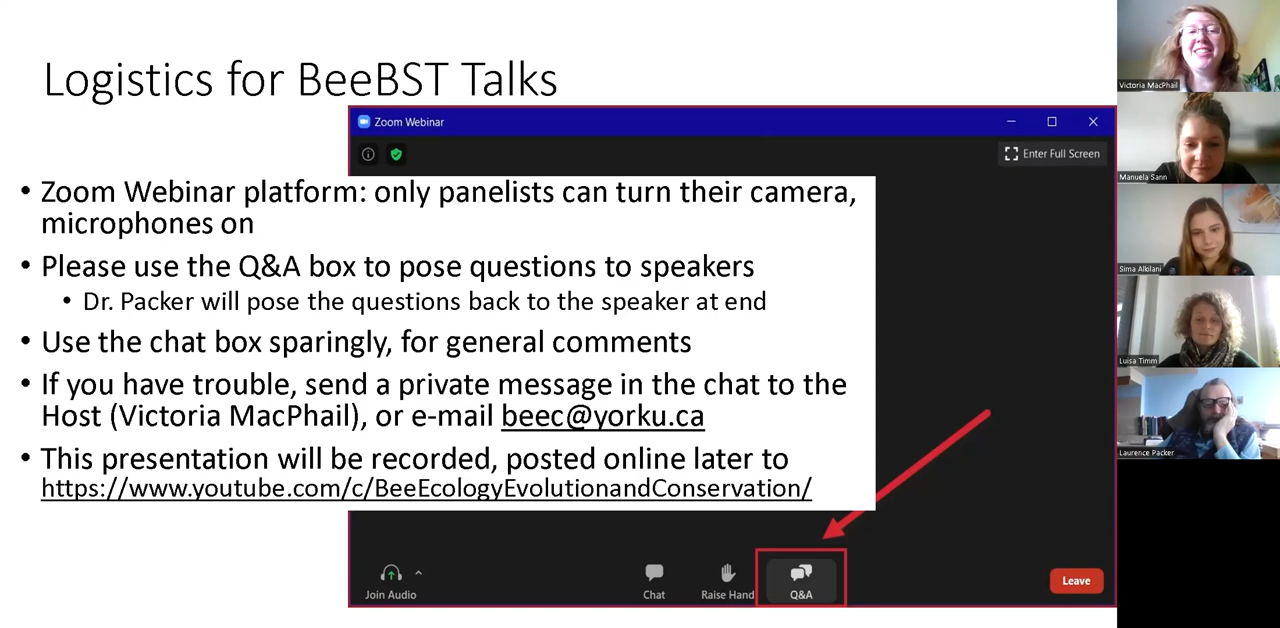 Logistics for BeeBST Talks
Zoom Webinar
Enter Full Screen
• Zoom Webinar platform: only panelists can turn their camera,
microphones on
• Please use the Q&A box to pose questions to speakers
• Dr. Packer will pose the questions back to the speaker at end
• Use the chat box sparingly, for general comments
• If you have trouble, send a private message in the chat to the
Host (Victoria MacPhail), or e-mail beec@yorku.ca
• This presentation will be recorded, posted online later to
https://www.youtube.com/c/BeeEcologyEvolutionandConservation/
Join Audio
Chat
Raise Hand
Q&A
Leave
Victoria MacPhail
Manuela Sann
Sima Alkilani
Luisa Timm
Laurence Packer